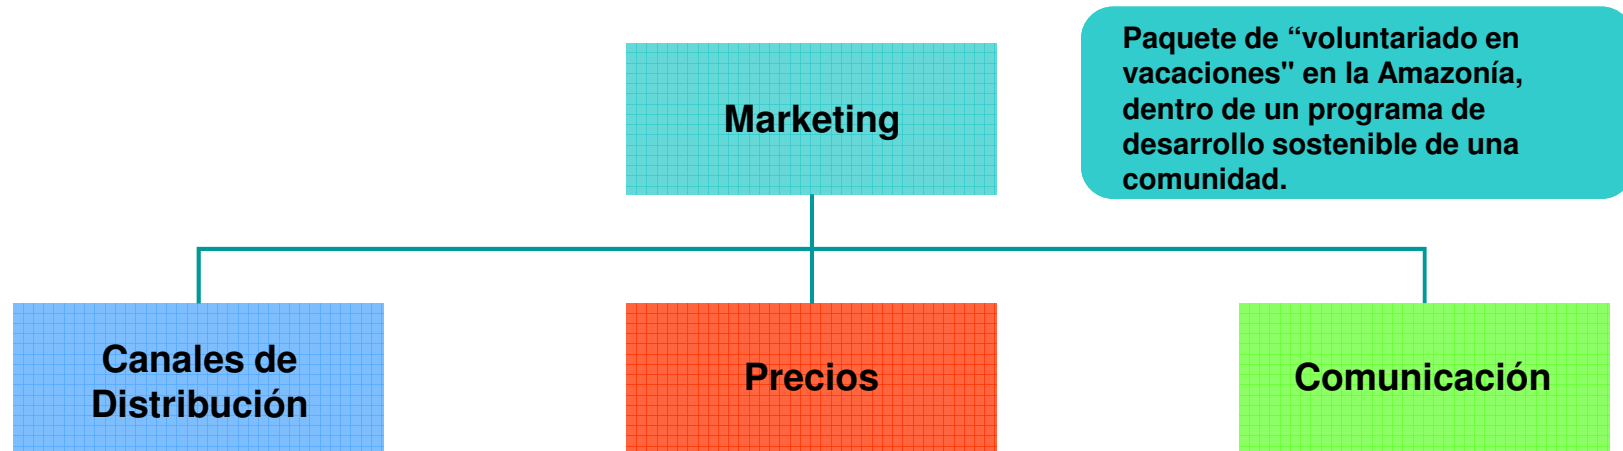 Marketing
Paquete de “voluntariado en
vacaciones" en la Amazonía,
dentro de un programa de
desarrollo sostenible de una
comunidad.
Canales de
Distribución
Precios
Comunicación